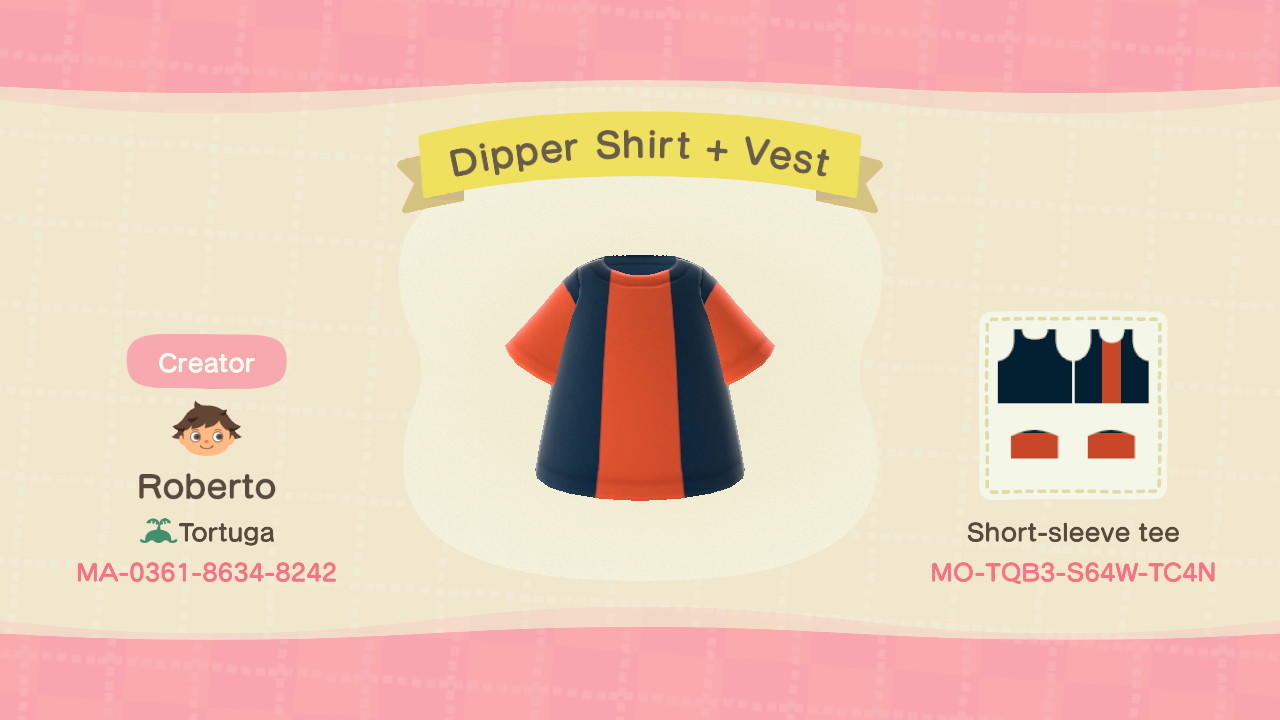 Dipper Shirt + Vest
Creator
Roberto
Tortuga
MA-0361-8634-8242
Short-sleeve tee
MO-TQB3-S64W-TC4N